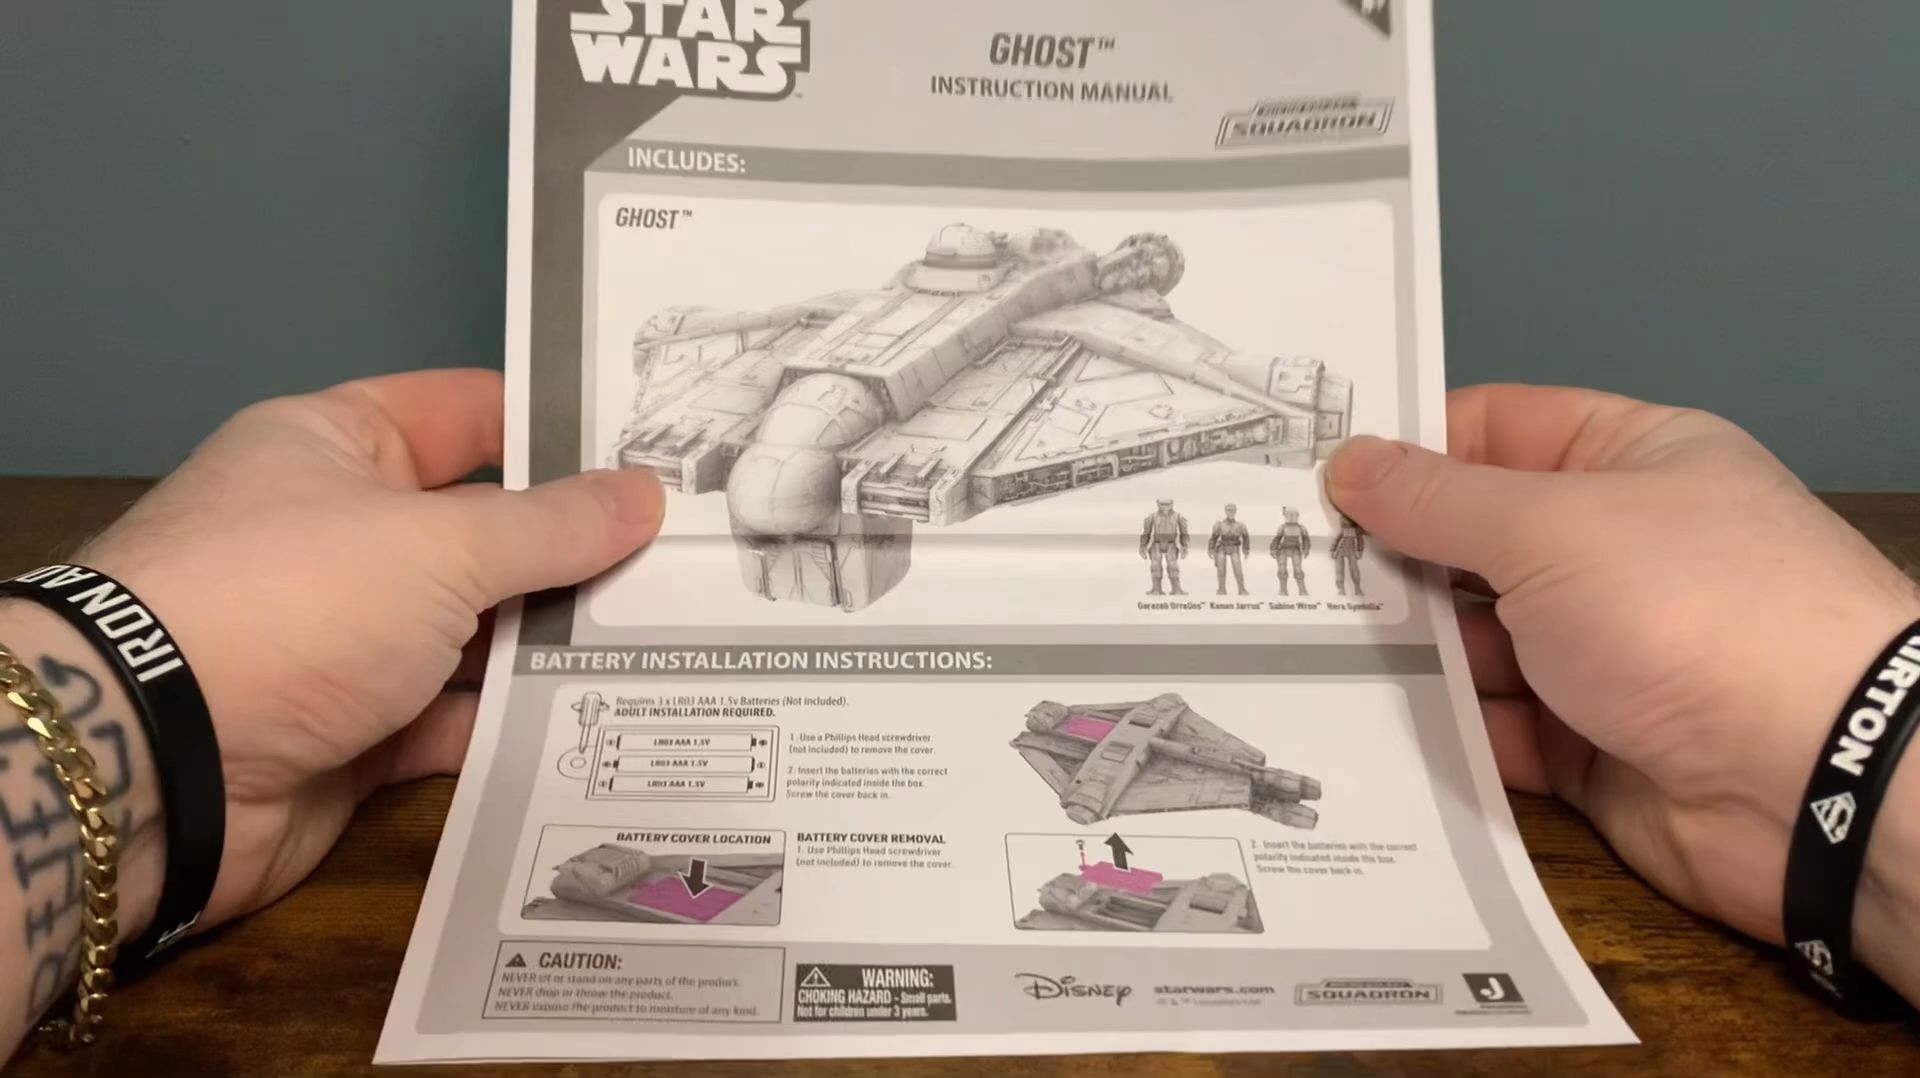 STAR
WARS
GHOST™
INSTRUCTION MANUAL
SQUADRON
INCLUDES:
GHOST™
Garazeb Orrelios™ Kanan Jarrus™ Sabine Wren™ Hera Syndulla™
BATTERY INSTALLATION INSTRUCTIONS:
Requires 3 x LR03 AAA 1.5v Batteries (Not included).
ADULT INSTALLATION REQUIRED.
LR03 AAA 1.5V
LR03 AAA 1.5V
LR03 AAA 1.5V
1. Use a Phillips Head screwdriver
(not included) to remove the cover.
2. Insert the batteries with the correct
polarity indicated inside the box.
Screw the cover back in.
BATTERY COVER LOCATION
BATTERY COVER REMOVAL
1. Use Phillips Head screwdriver
(not included) to remove the cover.
2. Insert the batteries with the correct
polarity indicated inside the box.
Screw the cover back in.
CAUTION:
NEVER sit or stand on any parts of the product.
NEVER drop or throw the product.
NEVER expose the product to moisture of any kind.
WARNING:
CHOKING HAZARD - Small parts.
Not for children under 3 years.
Disney
starwars.com
SQUADRON
J
IRON
IRTON